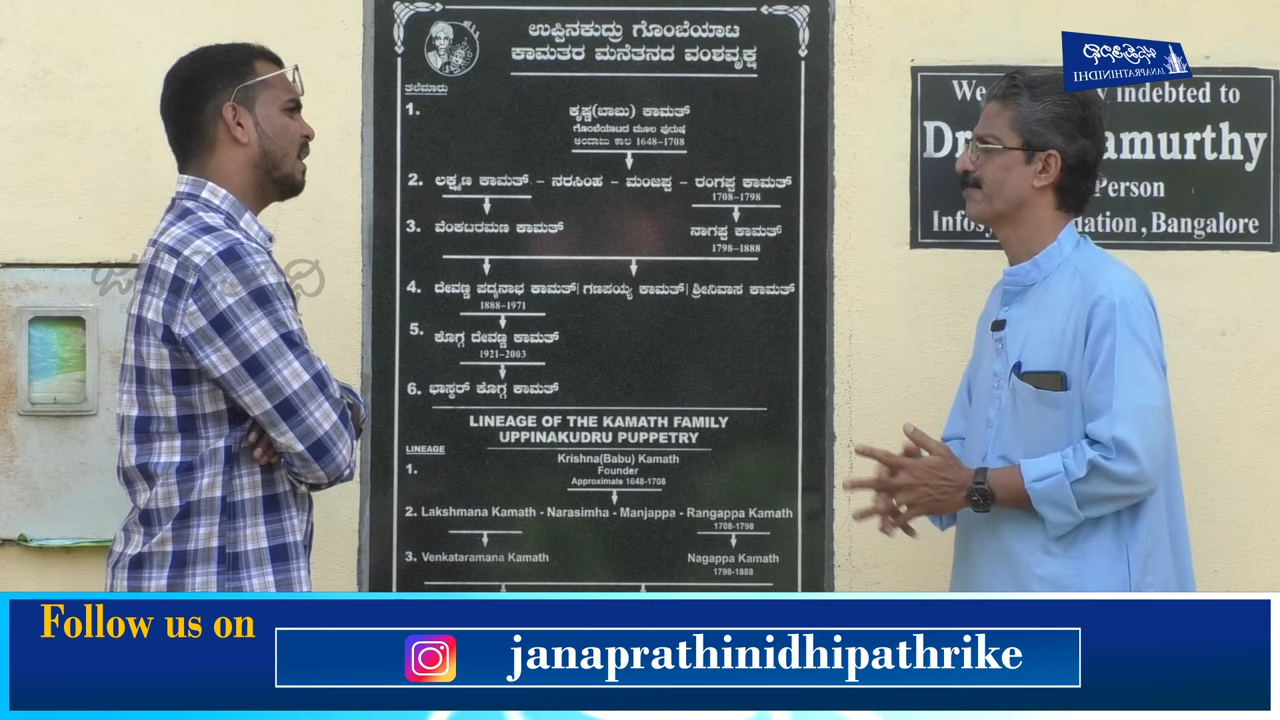 ಉಪ್ಪಿನಕುದ್ರು ಗೊಂಬೆಯಾಟ
ಕಾಮತರ ಮನೆತನದ ವಂಶವೃಕ್ಷ
ತಲೆಮಾರು
1. ಕೃಷ್ಣ(ಬಾಬು) ಕಾಮತ್
ಗೊಂಬೆಯಾಟದ ಮೂಲ ಪುರುಷ
ಅಂದಾಜು ಕಾಲ 1648-1708
2. ಲಕ್ಷ್ಮಣ ಕಾಮತ್ - ನರಸಿಂಹ - ಮಂಜಪ್ಪ - ರಂಗಪ್ಪ ಕಾಮತ್
1708-1798
3. ವೆಂಕಟರಮಣ ಕಾಮತ್ ನಾಗಪ್ಪ ಕಾಮತ್
1798-1888
4. ದೇವಣ್ಣ ಪದ್ಮನಾಭ ಕಾಮತ್| ಗಣಪಯ್ಯ ಕಾಮತ್| ಶ್ರೀನಿವಾಸ ಕಾಮತ್
1888-1971
5. ಕೊಗ್ಗ ದೇವಣ್ಣ ಕಾಮತ್
1921-2003
6. ಭಾಸ್ಕರ್ ಕೊಗ್ಗ ಕಾಮತ್
LINEAGE OF THE KAMATH FAMILY
UPPINAKUDRU PUPPETRY
LINEAGE
1. Krishna(Babu) Kamath
Founder
Approximate 1648-1708
2. Lakshmana Kamath - Narasimha - Manjappa - Rangappa Kamath
1708-1798
3. Venkataramana Kamath Nagappa Kamath
1798-1888
JANAPRATHINIDHI
We indebted to
Person
Bangalore
Follow us on
janaprathinidhipathrike